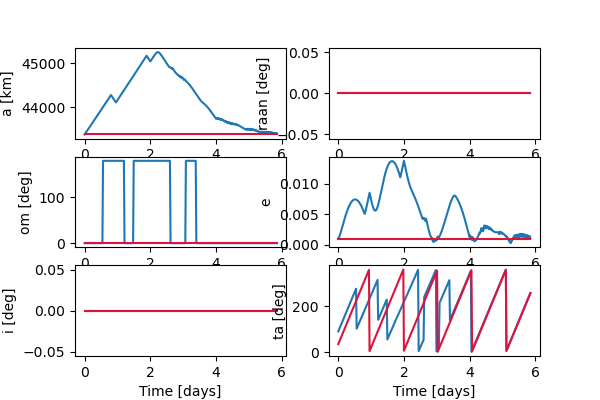 a [km]
45000
44000
0 2 4 6
raan [deg]
0.05
0.00
−0.05
0 2 4 6
om [deg]
100
0
0 2 4 6
e
0.010
0.005
0.000
0 2 4 6
i [deg]
0.05
0.00
−0.05
0 2 4 6
Time [days]
ta [deg]
200
0
0 2 4 6
Time [days]